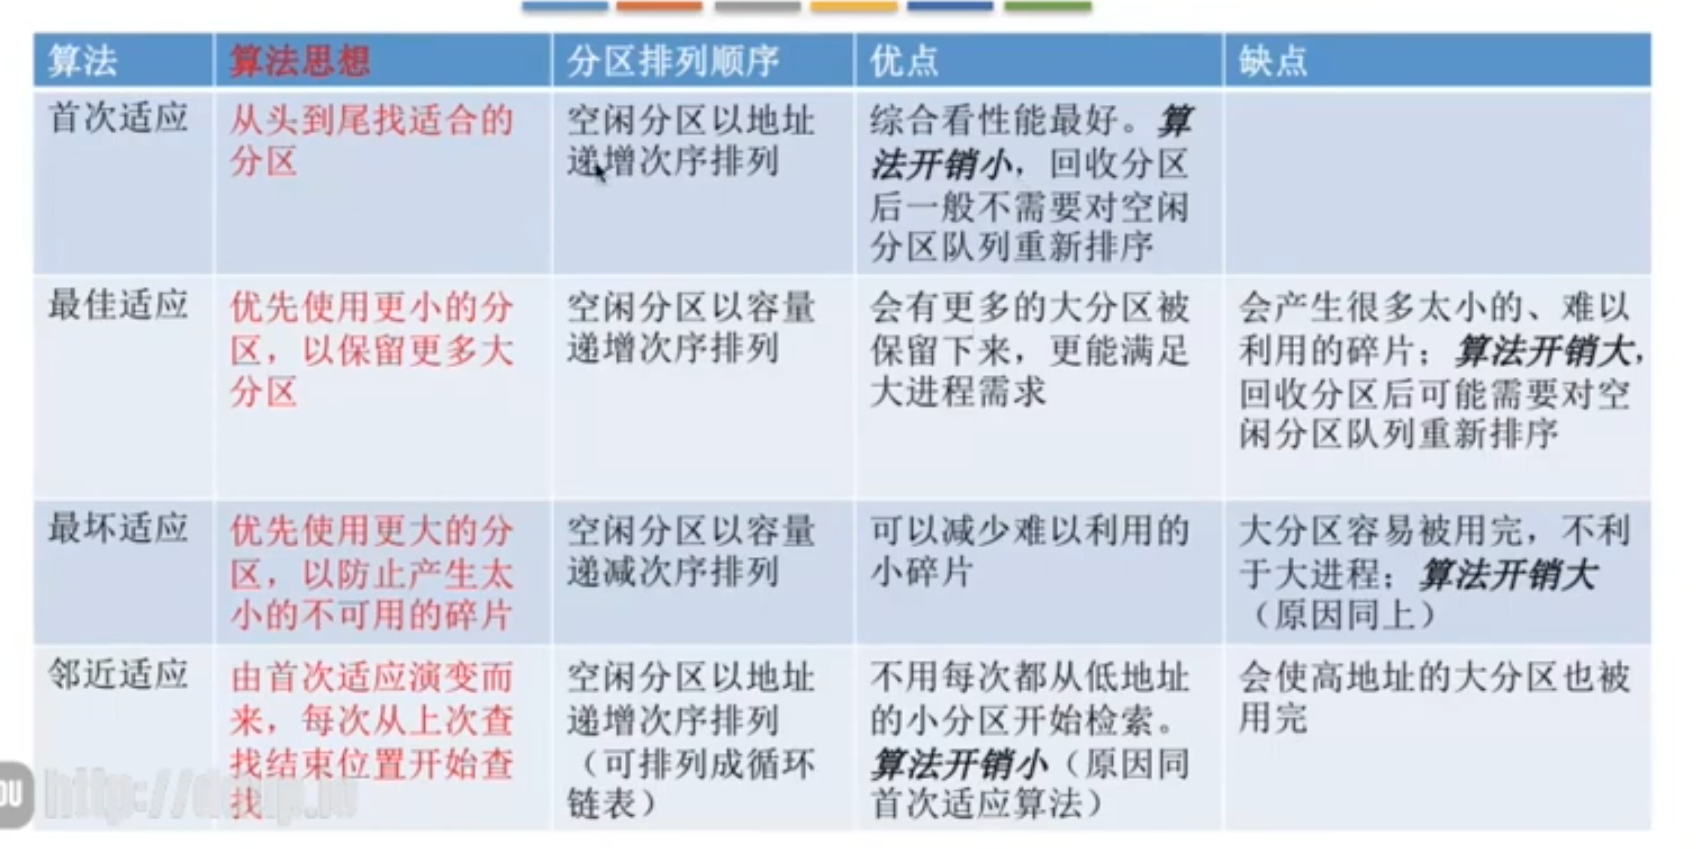 算法
算法思想
分区排列顺序
优点
缺点
首次适应
从头到尾找适合的
分区
空闲分区以地址
递增次序排列
综合看性能最好。算
法开销小，回收分区
后一般不需要对空闲
分区队列重新排序
最佳适应
优先使用更小的分
区，以保留更多大
分区
空闲分区以容量
递增次序排列
会有更多的大分区被
保留下来，更能满足
大进程需求
会产生很多太小的、难以
利用的碎片；算法开销大，
回收分区后可能需要对空
闲分区队列重新排序
最坏适应
优先使用更大的分
区，以防止产生太
小的不可用的碎片
空闲分区以容量
递减次序排列
可以减少难以利用的
小碎片
大分区容易被用完，不利
于大进程；算法开销大
（原因同上）
邻近适应
由首次适应演变而
来，每次从上次查
找结束位置开始查
找
空闲分区以地址
递增次序排列
（可排列成循环
链表）
不用每次都从低地址
的小分区开始检索。
算法开销小（原因同
首次适应算法）
会使高地址的大分区也被
用完